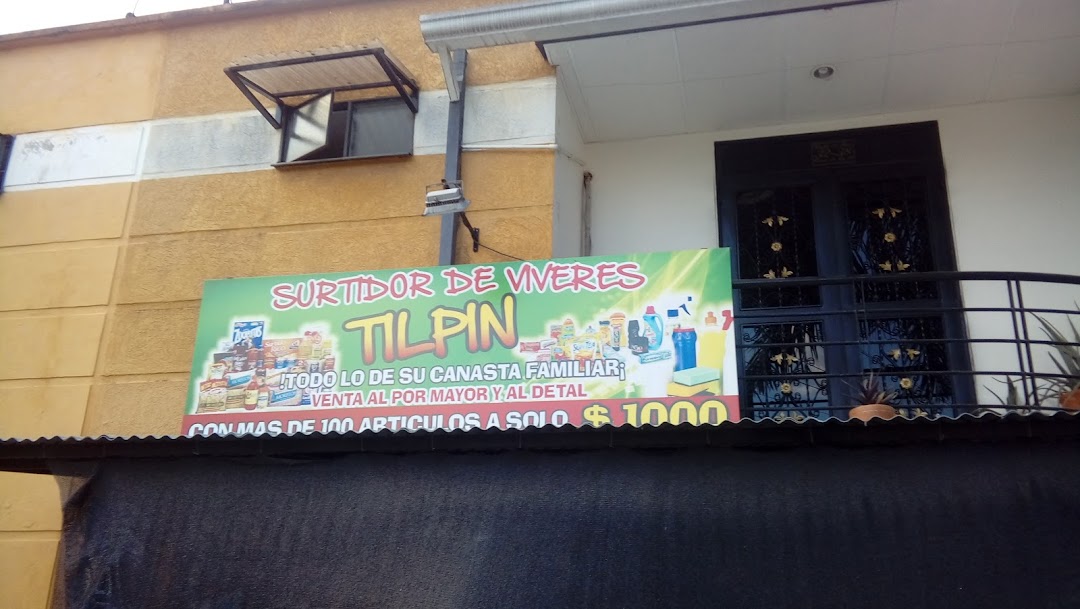 SURTIDOR DE VIVERES
TILPIN
!TODO LO DE SU CANASTA FAMILIAR¡
VENTA AL POR MAYOR Y AL DETAL
CON MAS DE 100 ARTICULOS A SOLO $ 1000